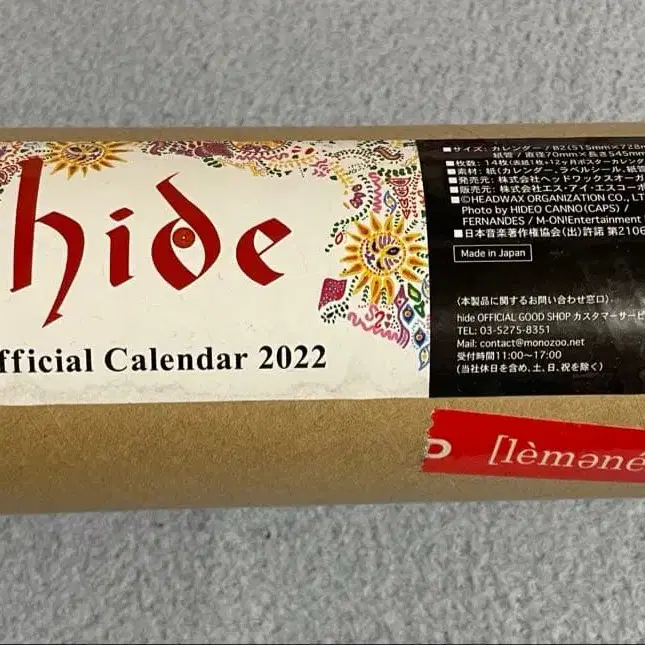 hide
fficial Calendar 2022
■サイズ: カレンダー / B2(515mm×728m
紙管 / 直径70mm×長さ545mm
■枚数: 14枚(表紙1枚+12ヶ月ポスターカレンダ
■素材: 紙(カレンダー、ラベルシール、紙管
■発売元: 株式会社ヘッドワックスオーガ
■販売元: 株式会社エス・アイ・エスコーポ
■©HEADWAX ORGANIZATION CO., LT
Photo by HIDEO CANNO(CAPS) /
FERNANDES / M-ON!Entertainment
■日本音楽著作権協会(出)許諾 第2106
Made in Japan
〈本製品に関するお問い合わせ窓口〉
hide OFFICIAL GOOD SHOP カスタマーサービ
TEL: 03-5275-8351
Mail: contact@monozoo.net
受付時間11:00〜17:00
(当社休日を含め、土、日、祝を除く)
[lèməné